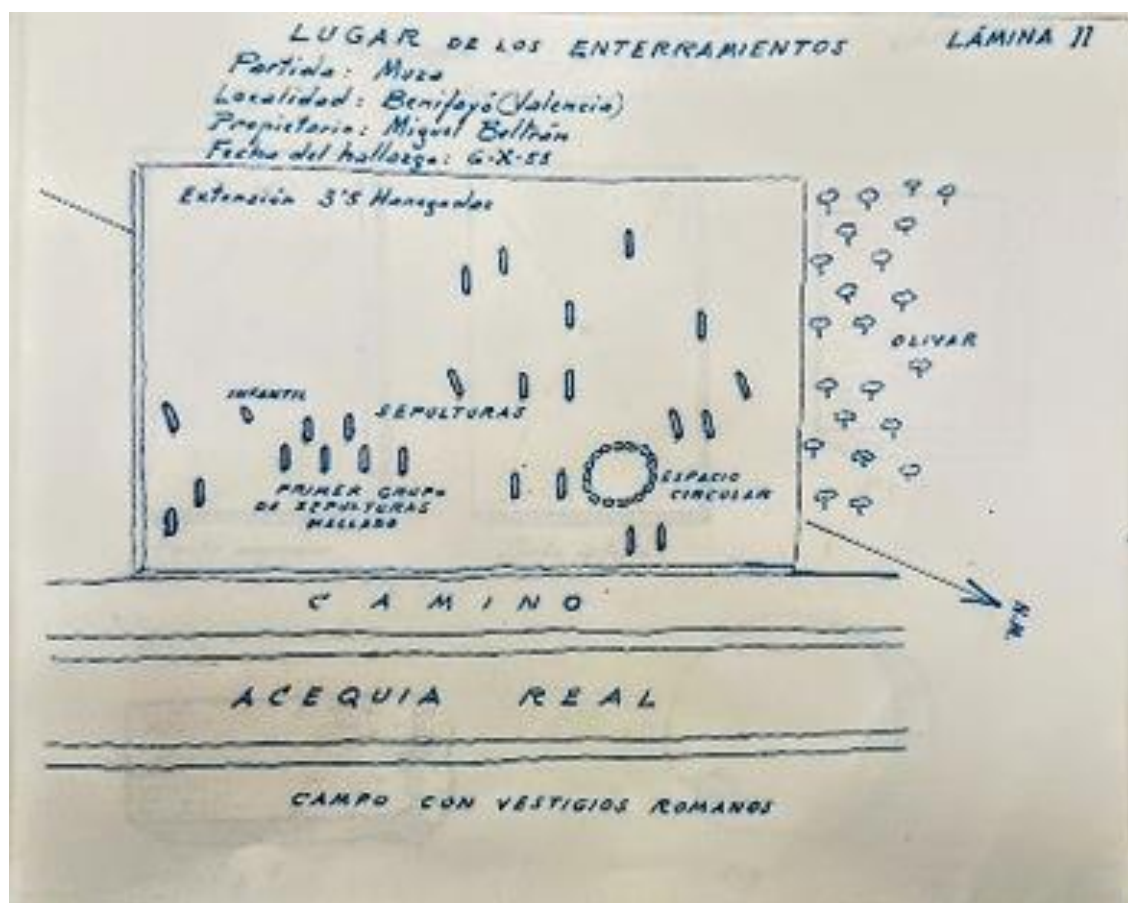 LUGAR DE LOS ENTERRAMIENTOS
LÁMINA II
Partida: Muza
Localidad: Benifayó (Valencia)
Propietario: Miguel Beltrán
Fecha del hallazgo: 6-X-55
Extensión 3'5 Hanegadas
OLIVAR
INFANTIL
SEPULTURAS
PRIMER GRUPO
DE SEPULTURAS
HALLADO
ESPACIO
CIRCULAR
CAMINO
N.M.
ACEQUIA REAL
CAMPO CON VESTIGIOS ROMANOS